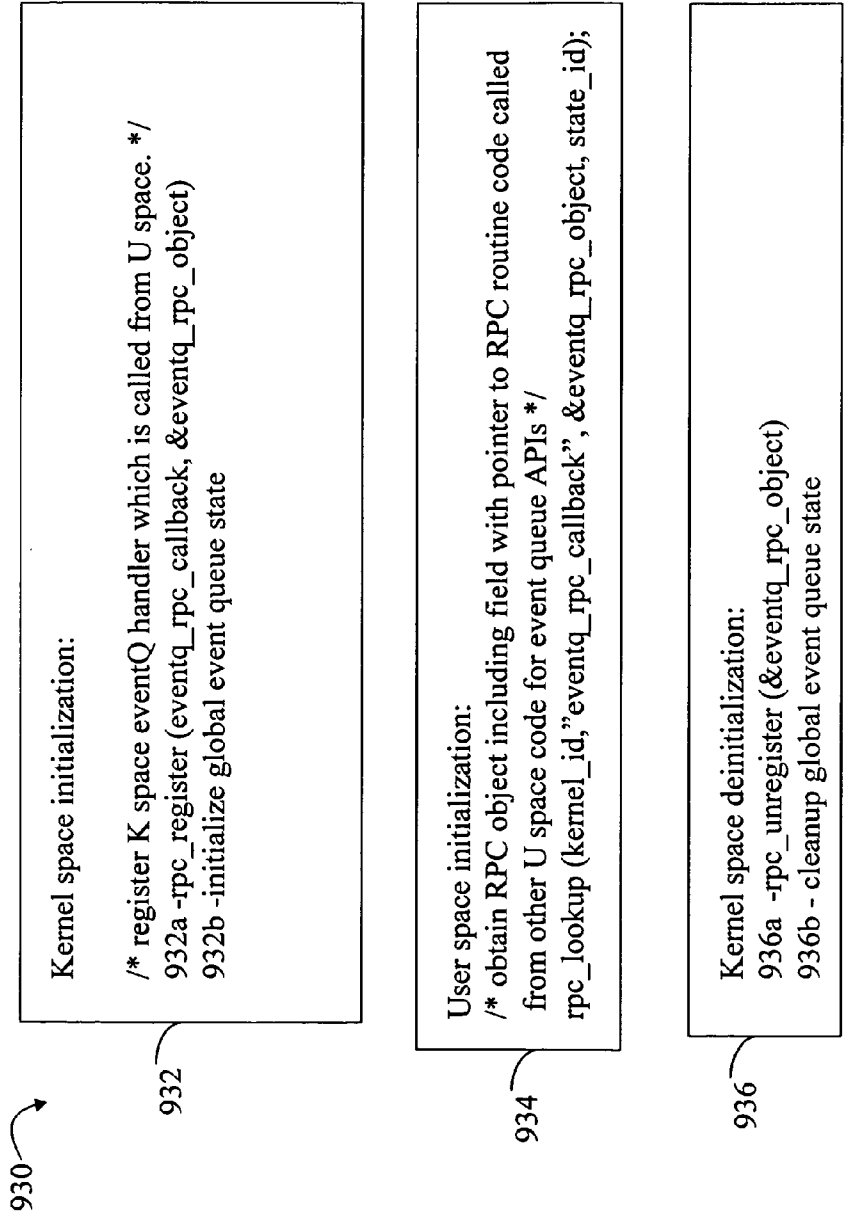 930
932
Kernel space initialization:
/* register K space eventQ handler which is called from U space. */
932a -rpc_register (eventq_rpc_callback, &eventq_rpc_object)
932b -initialize global event queue state
934
User space initialization:
/* obtain RPC object including field with pointer to RPC routine code called
from other U space code for event queue APIs */
rpc_lookup (kernel_id,”eventq_rpc_callback”, &eventq_rpc_object, state_id);
936
Kernel space deinitialization:
936a -rpc_unregister (&eventq_rpc_object)
936b - cleanup global event queue state